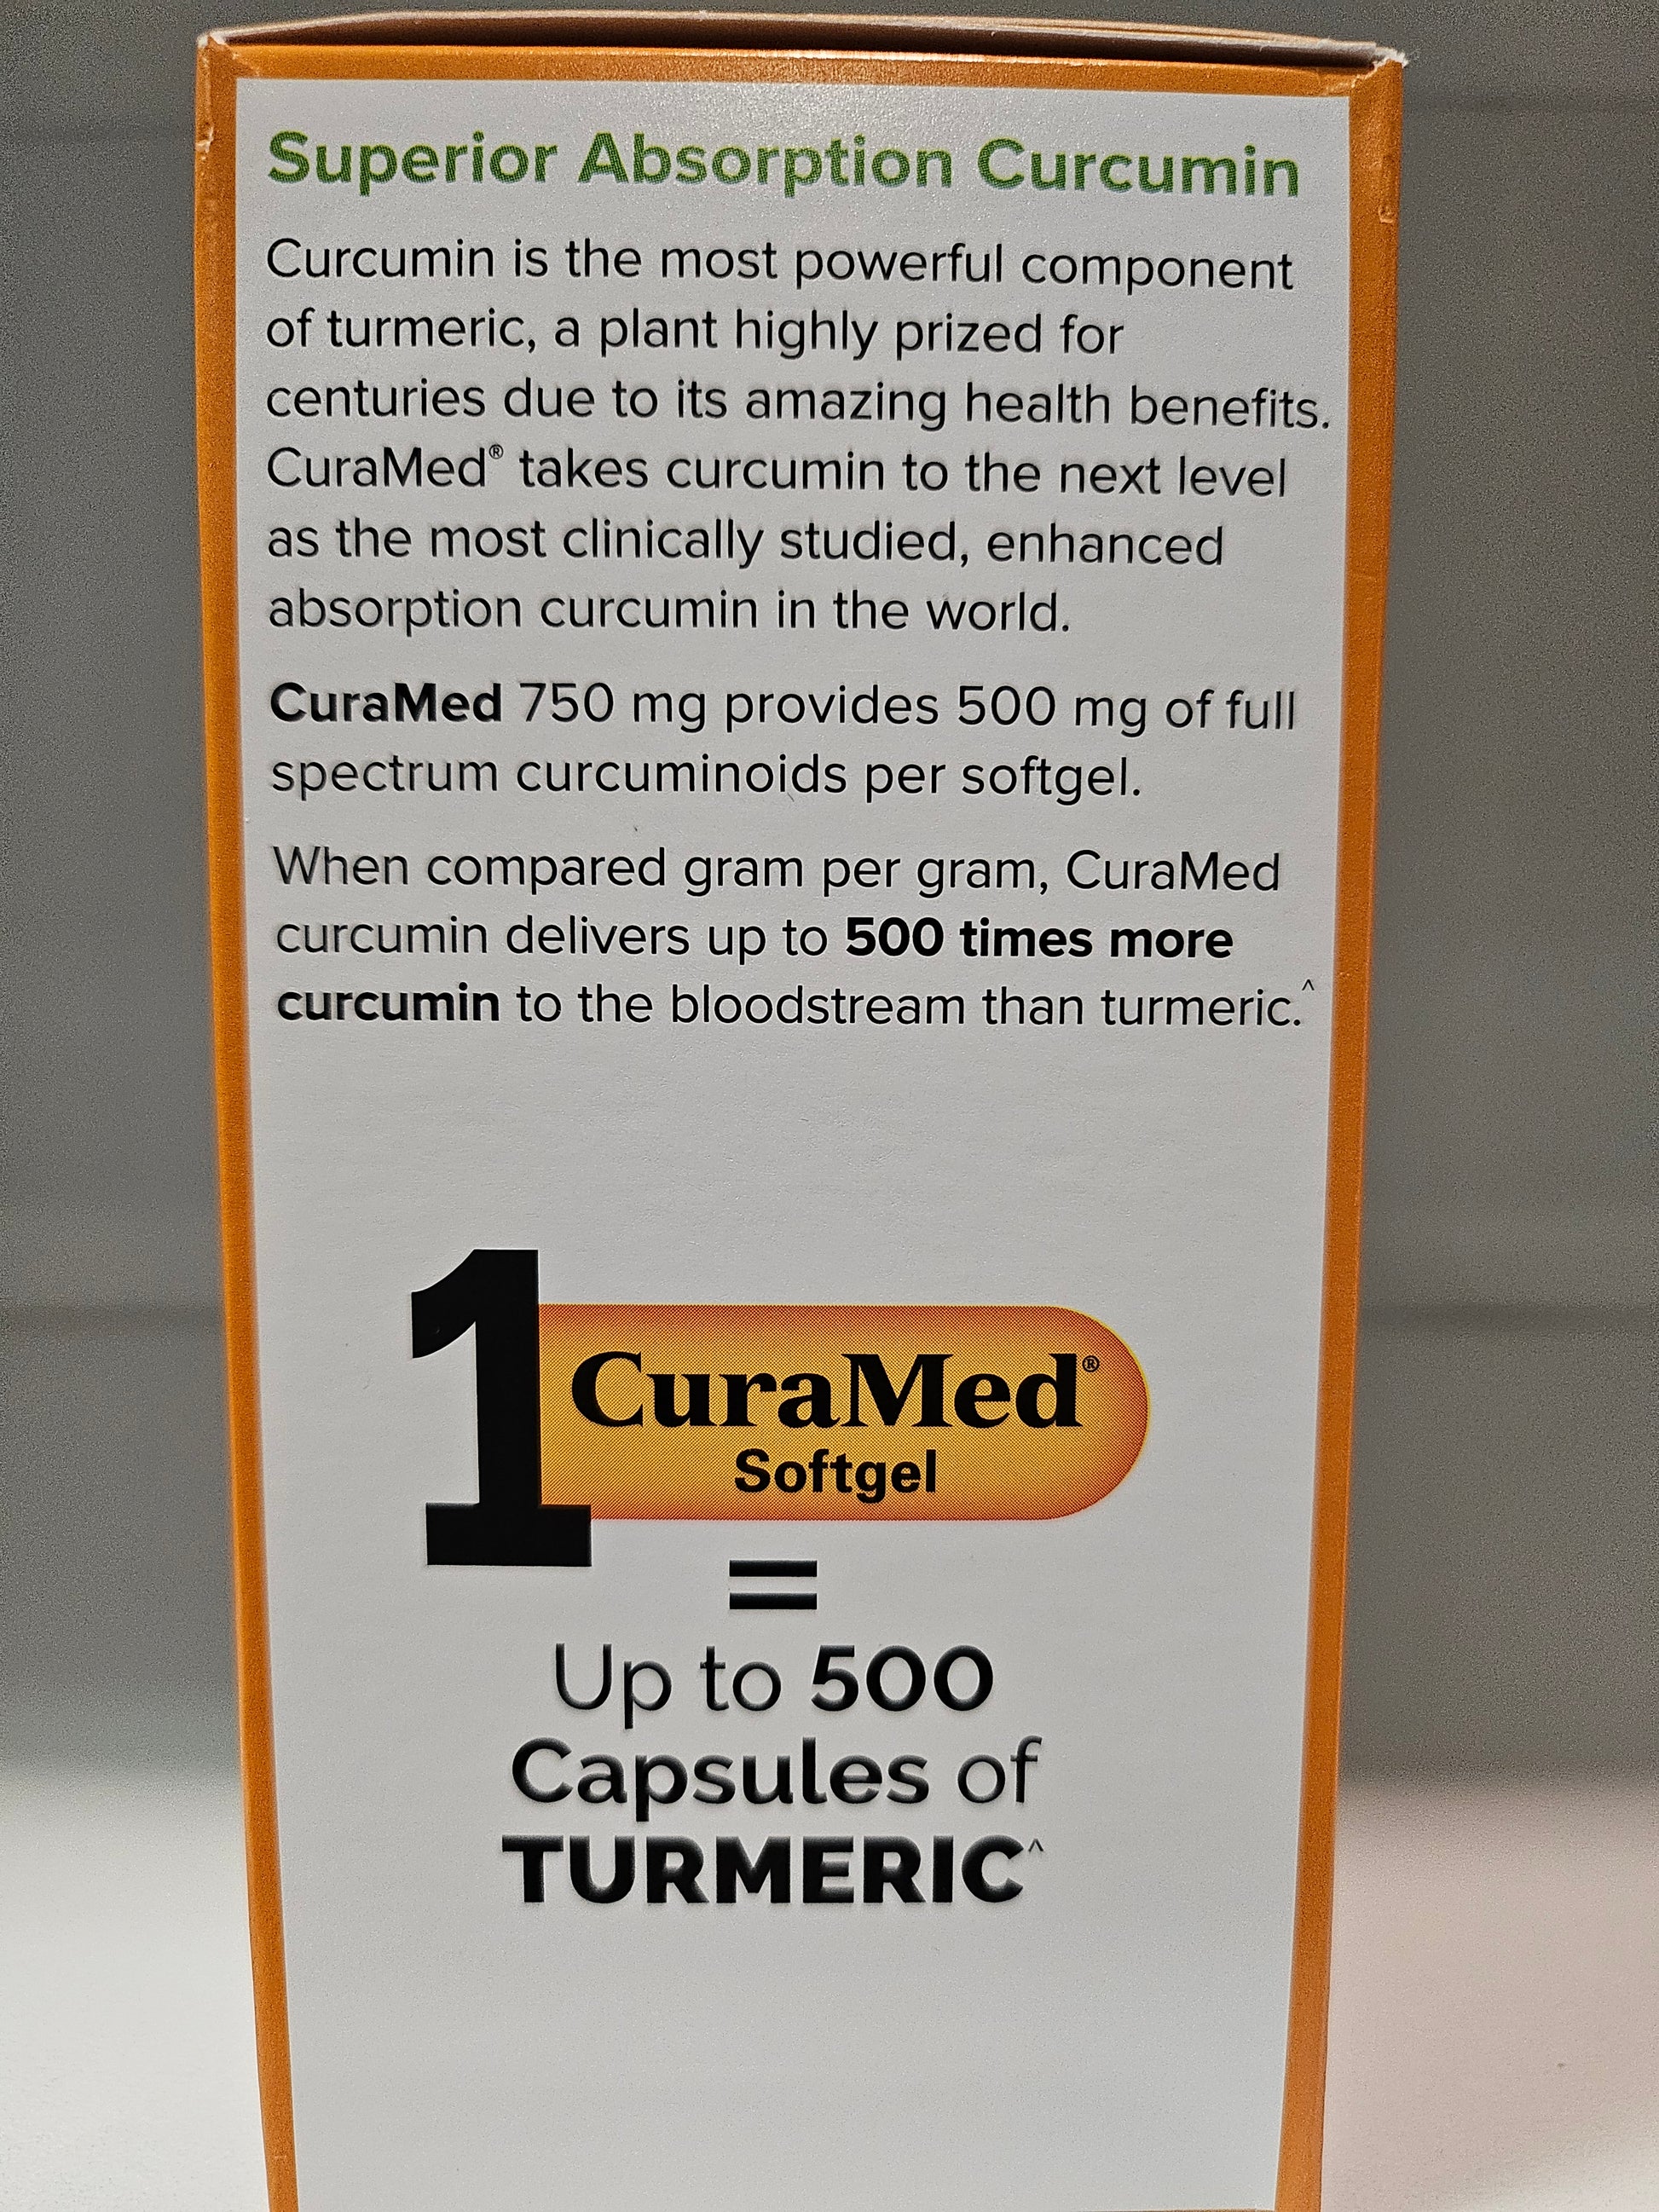 Superior Absorption Curcumin
Curcumin is the most powerful component
of turmeric, a plant highly prized for
centuries due to its amazing health benefits.
CuraMed® takes curcumin to the next level
as the most clinically studied, enhanced
absorption curcumin in the world.
CuraMed 750 mg provides 500 mg of full
spectrum curcuminoids per softgel.
When compared gram per gram, CuraMed
curcumin delivers up to 500 times more
curcumin to the bloodstream than turmeric.^
1 CuraMed®
Softgel
=
Up to 500
Capsules of
TURMERIC^